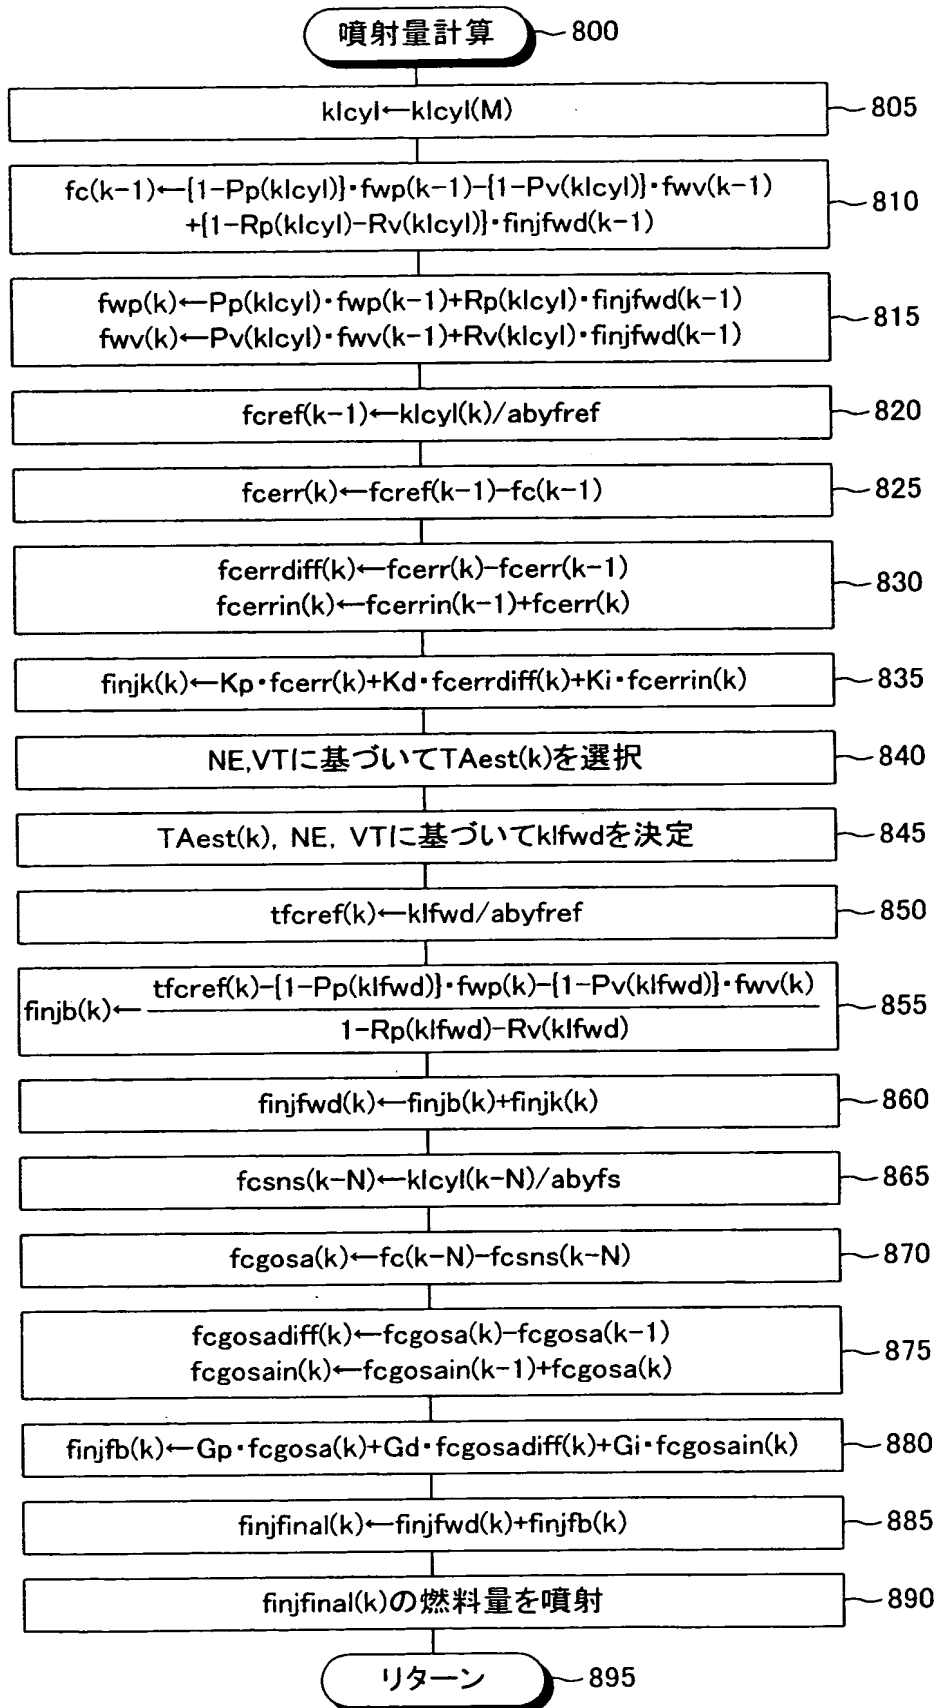 噴射量計算 800
klcyl←klcyl(M) 805
fc(k-1)←{1-Pp(klcyl)}・fwp(k-1)-{1-Pv(klcyl)}・fwv(k-1)
+{1-Rp(klcyl)-Rv(klcyl)}・finjfwd(k-1) 810
fwp(k)←Pp(klcyl)・fwp(k-1)+Rp(klcyl)・finjfwd(k-1)
fwv(k)←Pv(klcyl)・fwv(k-1)+Rv(klcyl)・finjfwd(k-1) 815
fcref(k-1)←klcyl(k)/abyfref 820
fcerr(k)←fcref(k-1)-fc(k-1) 825
fcerrdiff(k)←fcerr(k)-fcerr(k-1)
fcerrin(k)←fcerrin(k-1)+fcerr(k) 830
finjk(k)←Kp・fcerr(k)+Kd・fcerrdiff(k)+Ki・fcerrin(k) 835
NE,VTに基づいてTAest(k)を選択 840
TAest(k), NE, VTに基づいてklfwdを決定 845
tfcref(k)←klfwd/abyfref 850
tfcref(k)-{1-Pp(klfwd)}・fwp(k)-{1-Pv(klfwd)}・fwv(k)
finjb(k)← 855
1-Rp(klfwd)-Rv(klfwd)
finjfwd(k)←finjb(k)+finjk(k) 860
fcsns(k-N)←klcyl(k-N)/abyfs 865
fcgosa(k)←fc(k-N)-fcsns(k-N) 870
fcgosadiff(k)←fcgosa(k)-fcgosa(k-1)
fcgosain(k)←fcgosain(k-1)+fcgosa(k) 875
finjfb(k)←Gp・fcgosa(k)+Gd・fcgosadiff(k)+Gi・fcgosain(k) 880
finjfinal(k)←finjfwd(k)+finjfb(k) 885
finjfinal(k)の燃料量を噴射 890
リターン 895